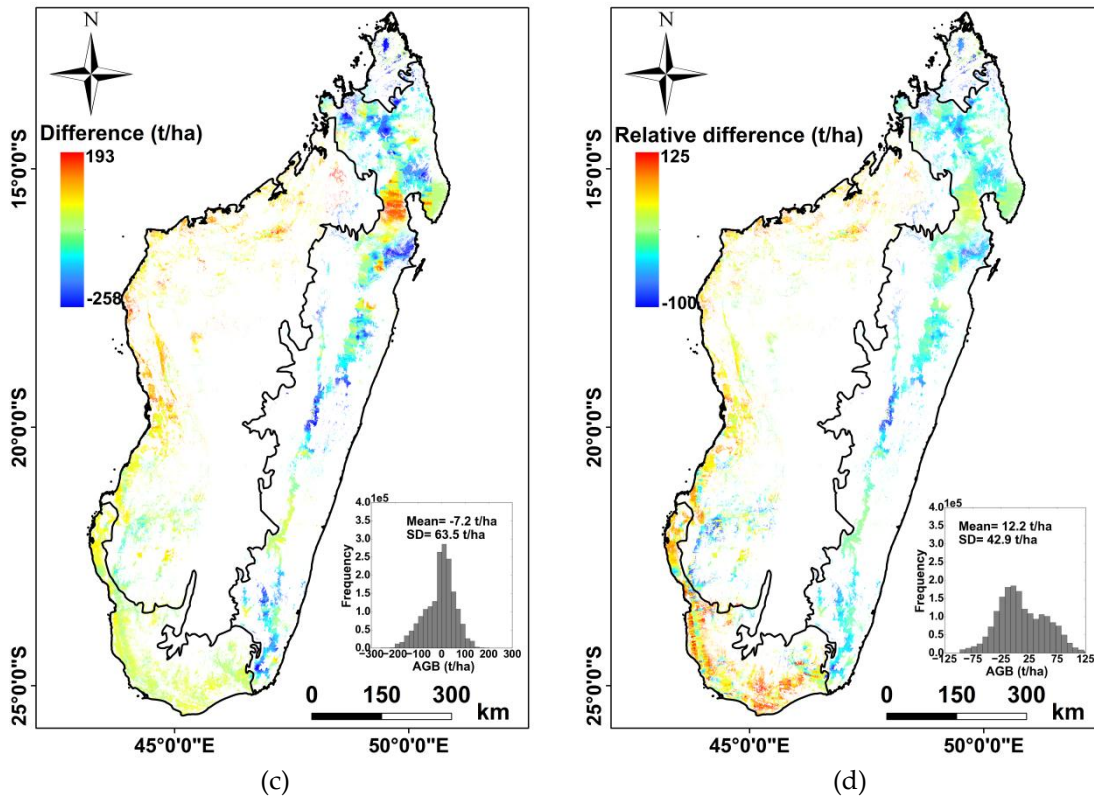 N
Difference (t/ha)
193
-258
15°0'0"S
20°0'0"S
25°0'0"S
4.0e5
3.5
3.0
2.5
2.0
1.5
1.0
0.5
0.0
Frequency
Mean= -7.2 t/ha
SD= 63.5 t/ha
-300 -200 -100 0 100 200 300
AGB (t/ha)
0 150 300
km
45°0'0"E 50°0'0"E
(c)
N
Relative difference (t/ha)
125
-100
15°0'0"S
20°0'0"S
25°0'0"S
4.0e5
3.5
3.0
2.5
2.0
1.5
1.0
0.5
0.0
Frequency
Mean= 12.2 t/ha
SD= 42.9 t/ha
−125 −75 −25 25 75 125
AGB (t/ha)
0 150 300
km
45°0'0"E 50°0'0"E
(d)